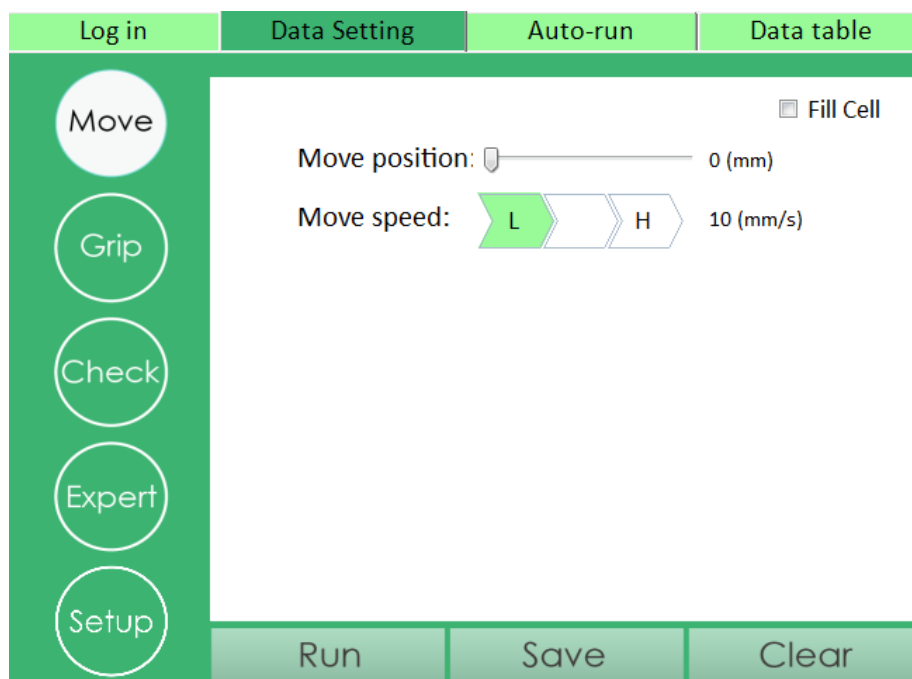 Log in Data Setting Auto-run Data table
Move
Fill Cell
Move position: 0 (mm)
Move speed: L H 10 (mm/s)
Grip
Check
Expert
Setup
Run Save Clear